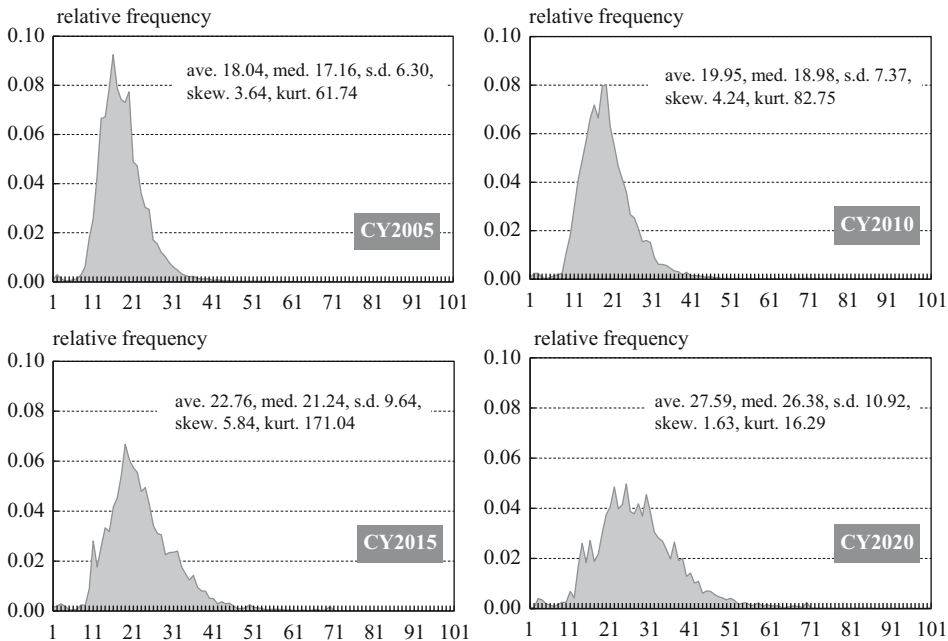 relative frequency
0.10
0.08
0.06
0.04
0.02
0.00
ave. 18.04, med. 17.16, s.d. 6.30,
skew. 3.64, kurt. 61.74
CY2005
1 11 21 31 41 51 61 71 81 91 101
relative frequency
0.10
0.08
0.06
0.04
0.02
0.00
ave. 19.95, med. 18.98, s.d. 7.37,
skew. 4.24, kurt. 82.75
CY2010
1 11 21 31 41 51 61 71 81 91 101
relative frequency
0.10
0.08
0.06
0.04
0.02
0.00
ave. 22.76, med. 21.24, s.d. 9.64,
skew. 5.84, kurt. 171.04
CY2015
1 11 21 31 41 51 61 71 81 91 101
relative frequency
0.10
0.08
0.06
0.04
0.02
0.00
ave. 27.59, med. 26.38, s.d. 10.92,
skew. 1.63, kurt. 16.29
CY2020
1 11 21 31 41 51 61 71 81 91 101